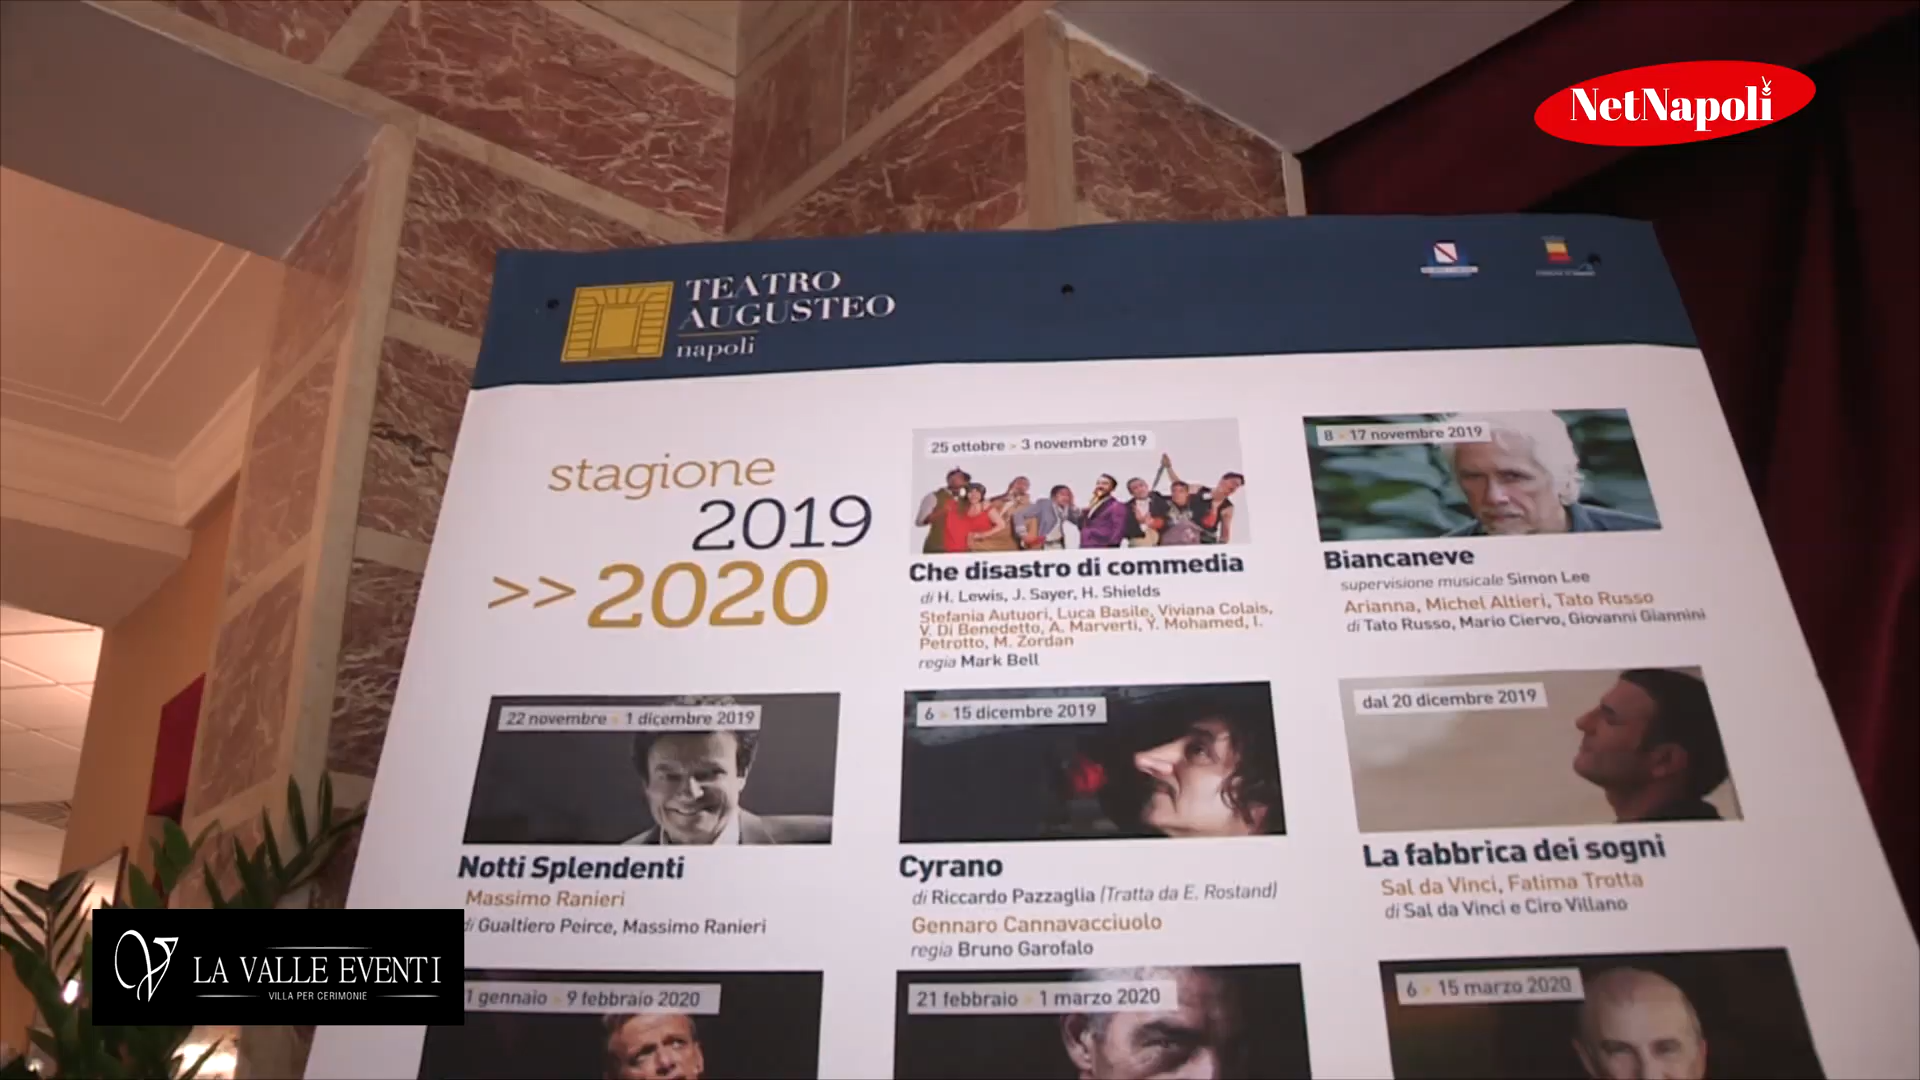 NetNapoli
TEATRO
AUGUSTEO
napoli
stagione
2019
>> 2020
25 ottobre > 3 novembre 2019
Che disastro di commedia
di H. Lewis, J. Sayer, H. Shields
Stefania Autuori, Luca Basile, Viviana Colais,
V. Di Benedetto, A. Marverti, Y. Mohamed, I.
Petrotto, M. Zordan
regia Mark Bell
8 > 17 novembre 2019
Biancaneve
supervisione musicale Simon Lee
Arianna, Michel Altieri, Tato Russo
di Tato Russo, Mario Ciervo, Giovanni Giannini
22 novembre > 1 dicembre 2019
Notti Splendenti
Massimo Ranieri
di Gualtiero Peirce, Massimo Ranieri
6 > 15 dicembre 2019
Cyrano
di Riccardo Pazzaglia (Tratta da E. Rostand)
Gennaro Cannavacciuolo
regia Bruno Garofalo
dal 20 dicembre 2019
La fabbrica dei sogni
Sal da Vinci, Fatima Trotta
di Sal da Vinci e Ciro Villano
1 gennaio > 9 febbraio 2020
21 febbraio > 1 marzo 2020
6 > 15 marzo 2020
LA VALLE EVENTI
VILLA PER CERIMONIE